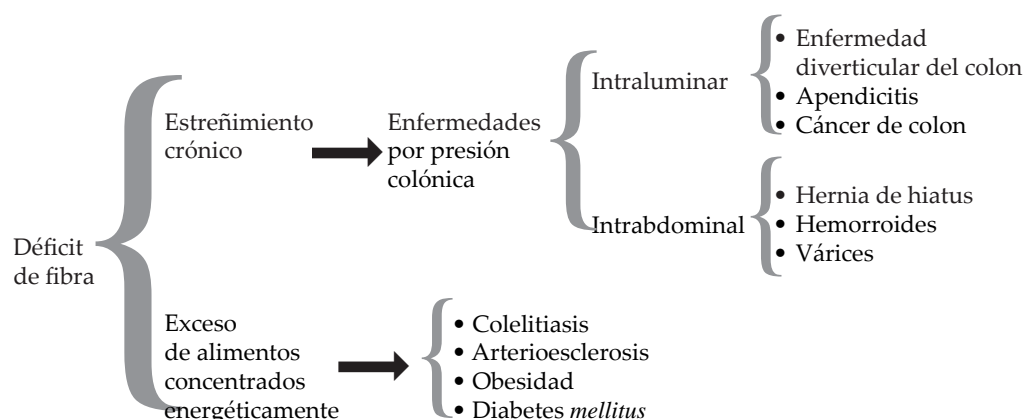 Déficit
de fibra
Estreñimiento
crónico
Enfermedades
por presión
colónica
Intraluminar
• Enfermedad
diverticular del colon
• Apendicitis
• Cáncer de colon
Intrabdominal
• Hernia de hiatus
• Hemorroides
• Várices
Exceso
de alimentos
concentrados
energéticamente
• Colelitiasis
• Arterioesclerosis
• Obesidad
• Diabetes mellitus